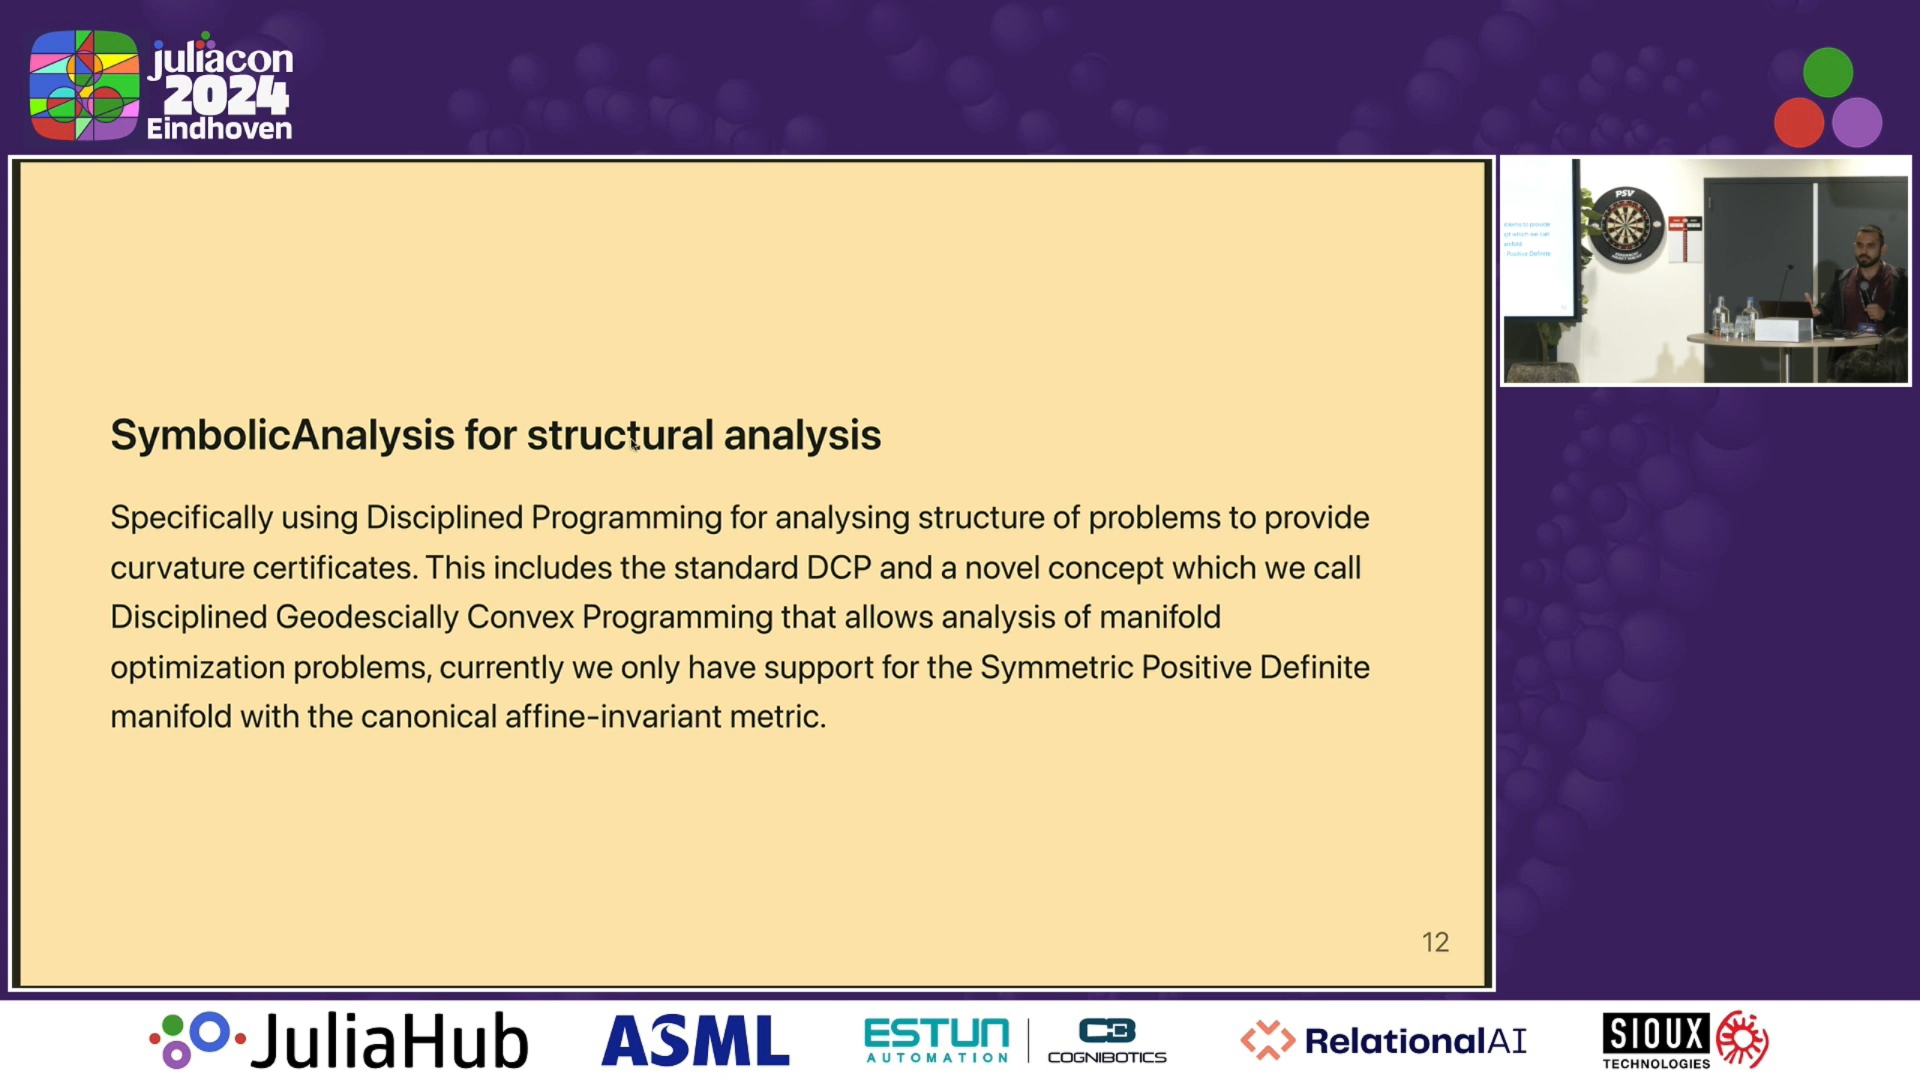 juliacon
2024
Eindhoven
PSV
SymbolicAnalysis for structural analysis
Specifically using Disciplined Programming for analysing structure of problems to provide
curvature certificates. This includes the standard DCP and a novel concept which we call
Disciplined Geodescially Convex Programming that allows analysis of manifold
optimization problems, currently we only have support for the Symmetric Positive Definite
manifold with the canonical affine-invariant metric.
12
JuliaHub
ASML
ESTUN
AUTOMATION
COGNIBOTICS
RelationalAI
SIOUX
TECHNOLOGIES